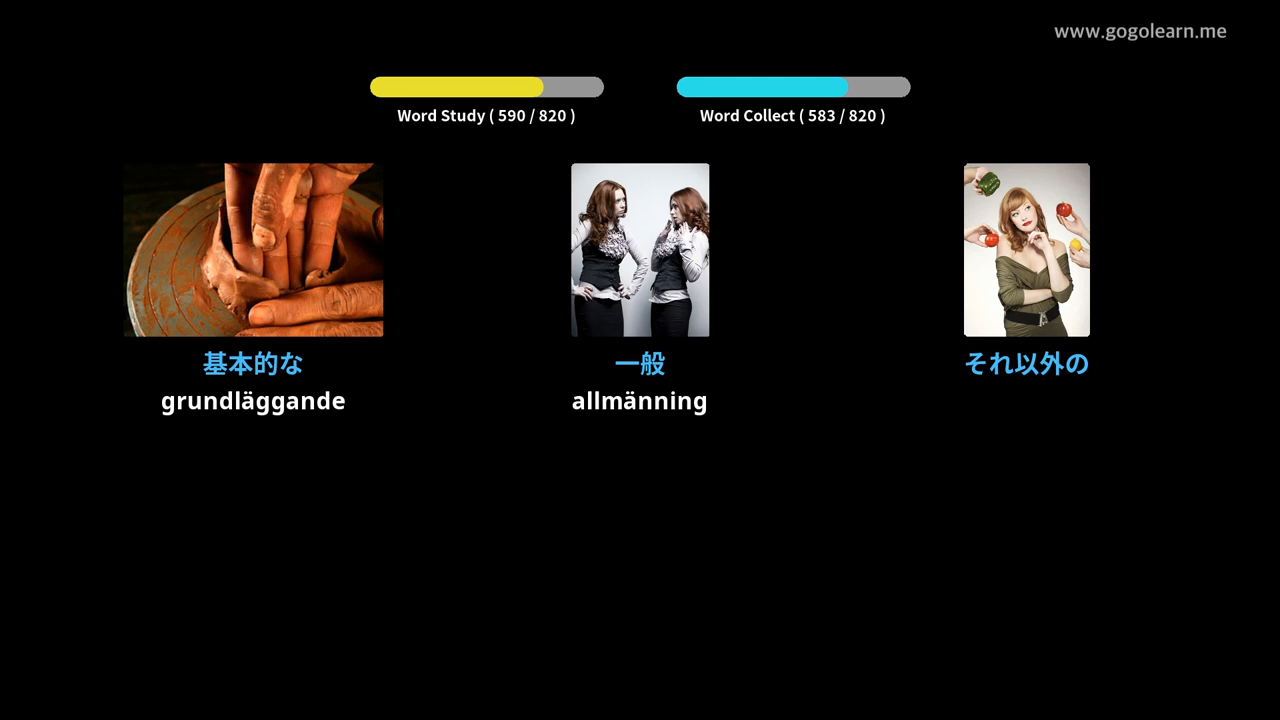 www.gogolearn.me
Word Study ( 590 / 820 )
Word Collect ( 583 / 820 )
基本的な
一般
それ以外の
grundläggande
allmänning